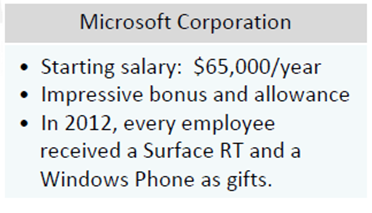 Microsoft Corporation
• Starting salary:  $65,000/year
• Impressive bonus and allowance
• In 2012, every employee
received a Surface RT and a
Windows Phone as gifts.